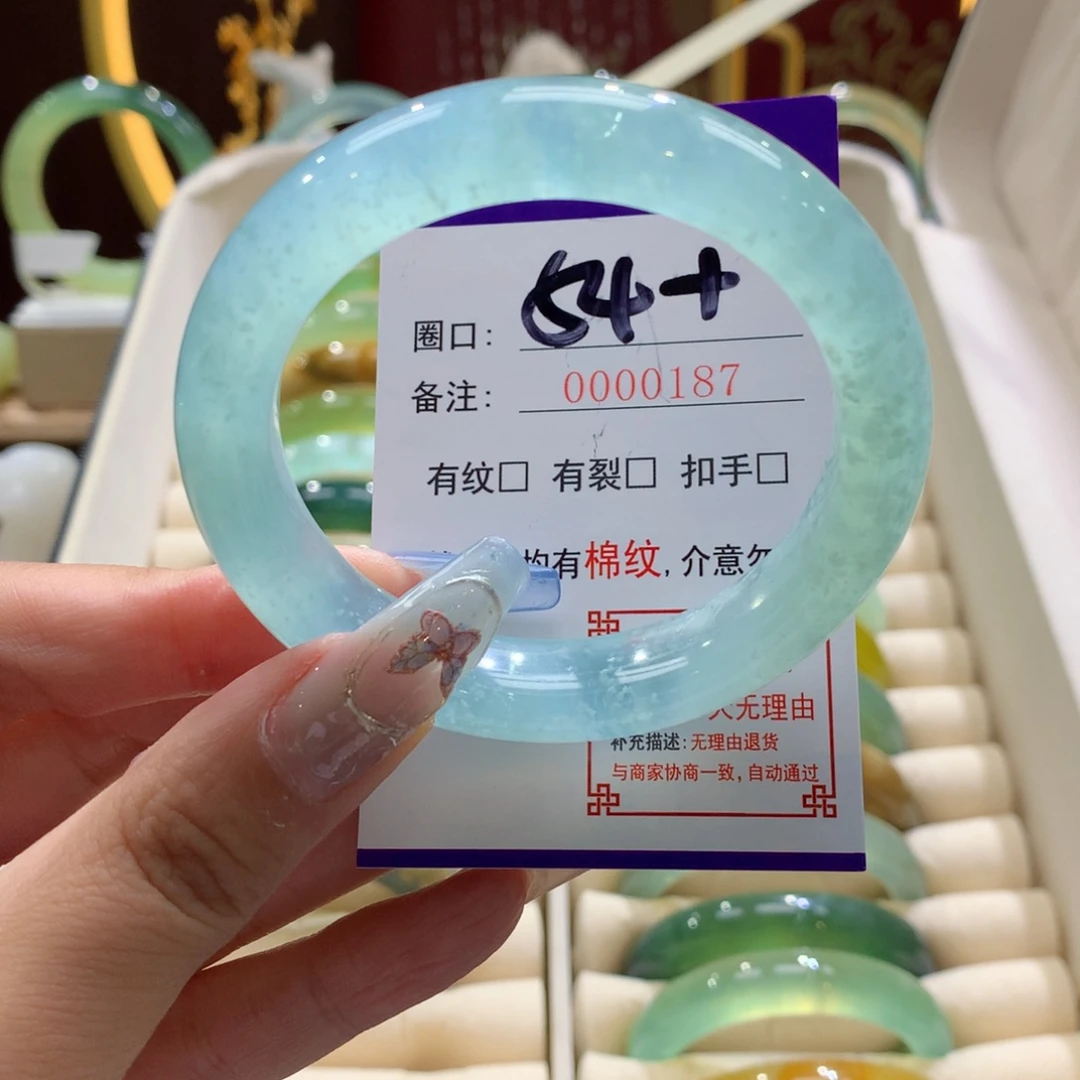 圈口: 54+
备注: 0000187
有纹□ 有裂□ 扣手□
均有棉纹, 介意勿
天无理由
补充描述: 无理由退货
与商家协商一致, 自动通过